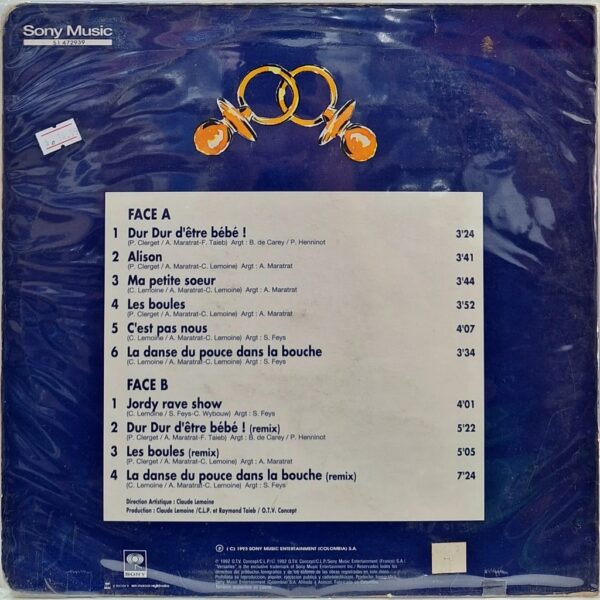 Sony Music
51 472939
FACE A
1 Dur Dur d'être bébé ! 3'24
(P. Clerget / A. Maratrat-F. Taieb) Argt : B. de Carey / P. Henninot
2 Alison 3'41
(P. Clerget / A. Maratrat-C. Lemoine) Argt : A. Maratrat
3 Ma petite soeur 3'44
(C. Lemoine / A. Maratrat-C. Lemoine) Argt : A. Maratrat
4 Les boules 3'52
(P. Clerget / A. Maratrat-C. Lemoine) Argt : A. Maratrat
5 C'est pas nous 4'07
(C. Lemoine / A. Maratrat-C. Lemoine) Argt : S. Feys
6 La danse du pouce dans la bouche 3'34
(C. Lemoine / A. Maratrat-C. Lemoine) Argt : S. Feys
FACE B
1 Jordy rave show 4'01
(C. Lemoine / S. Feys-C. Wybouw) Argt : S. Feys
2 Dur Dur d'être bébé ! (remix) 5'22
(P. Clerget / A. Maratrat-F. Taieb) Argt : B. de Carey / P. Henninot
3 Les boules (remix) 5'05
(P. Clerget / A. Maratrat-C. Lemoine) Argt : A. Maratrat
4 La danse du pouce dans la bouche (remix) 7'24
(C. Lemoine / A. Maratrat-C. Lemoine) Argt : S. Feys
Direction Artistique : Claude Lemoine
Production : Claude Lemoine /C.L.P. et Raymond Taieb / O.T.V. Concept
SONY
(P) (C) 1993 SONY MUSIC ENTERTAINMENT (COLOMBIA) S.A.